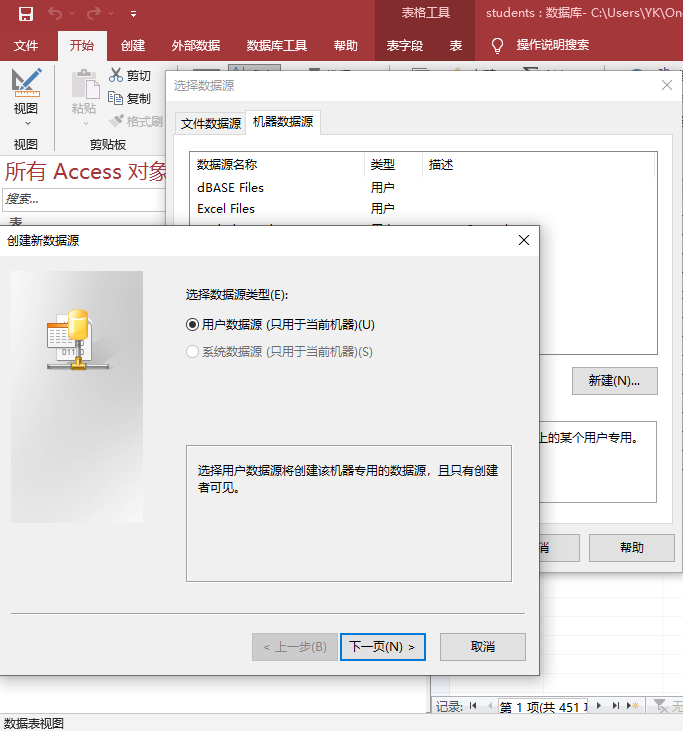 表格工具
students : 数据库- C:\Users\YK\On
文件 开始 创建 外部数据 数据库工具 帮助 表字段 表 操作说明搜索
视图
视图
粘贴
剪切
复制
格式刷
剪贴板
选择数据源
文件数据源 机器数据源
数据源名称 类型 描述
dBASE Files 用户
Excel Files 用户
新建(N)...
上的某个用户专用。
消 帮助
所有 Access 对象
搜索...
表
创建新数据源
选择数据源类型(E):
用户数据源 (只用于当前机器)(U)
系统数据源 (只用于当前机器)(S)
选择用户数据源将创建该机器专用的数据源，且只有创建
者可见。
< 上一步(B) 下一页(N) > 取消
记录: 第 1 项(共 451 项 无
数据表视图